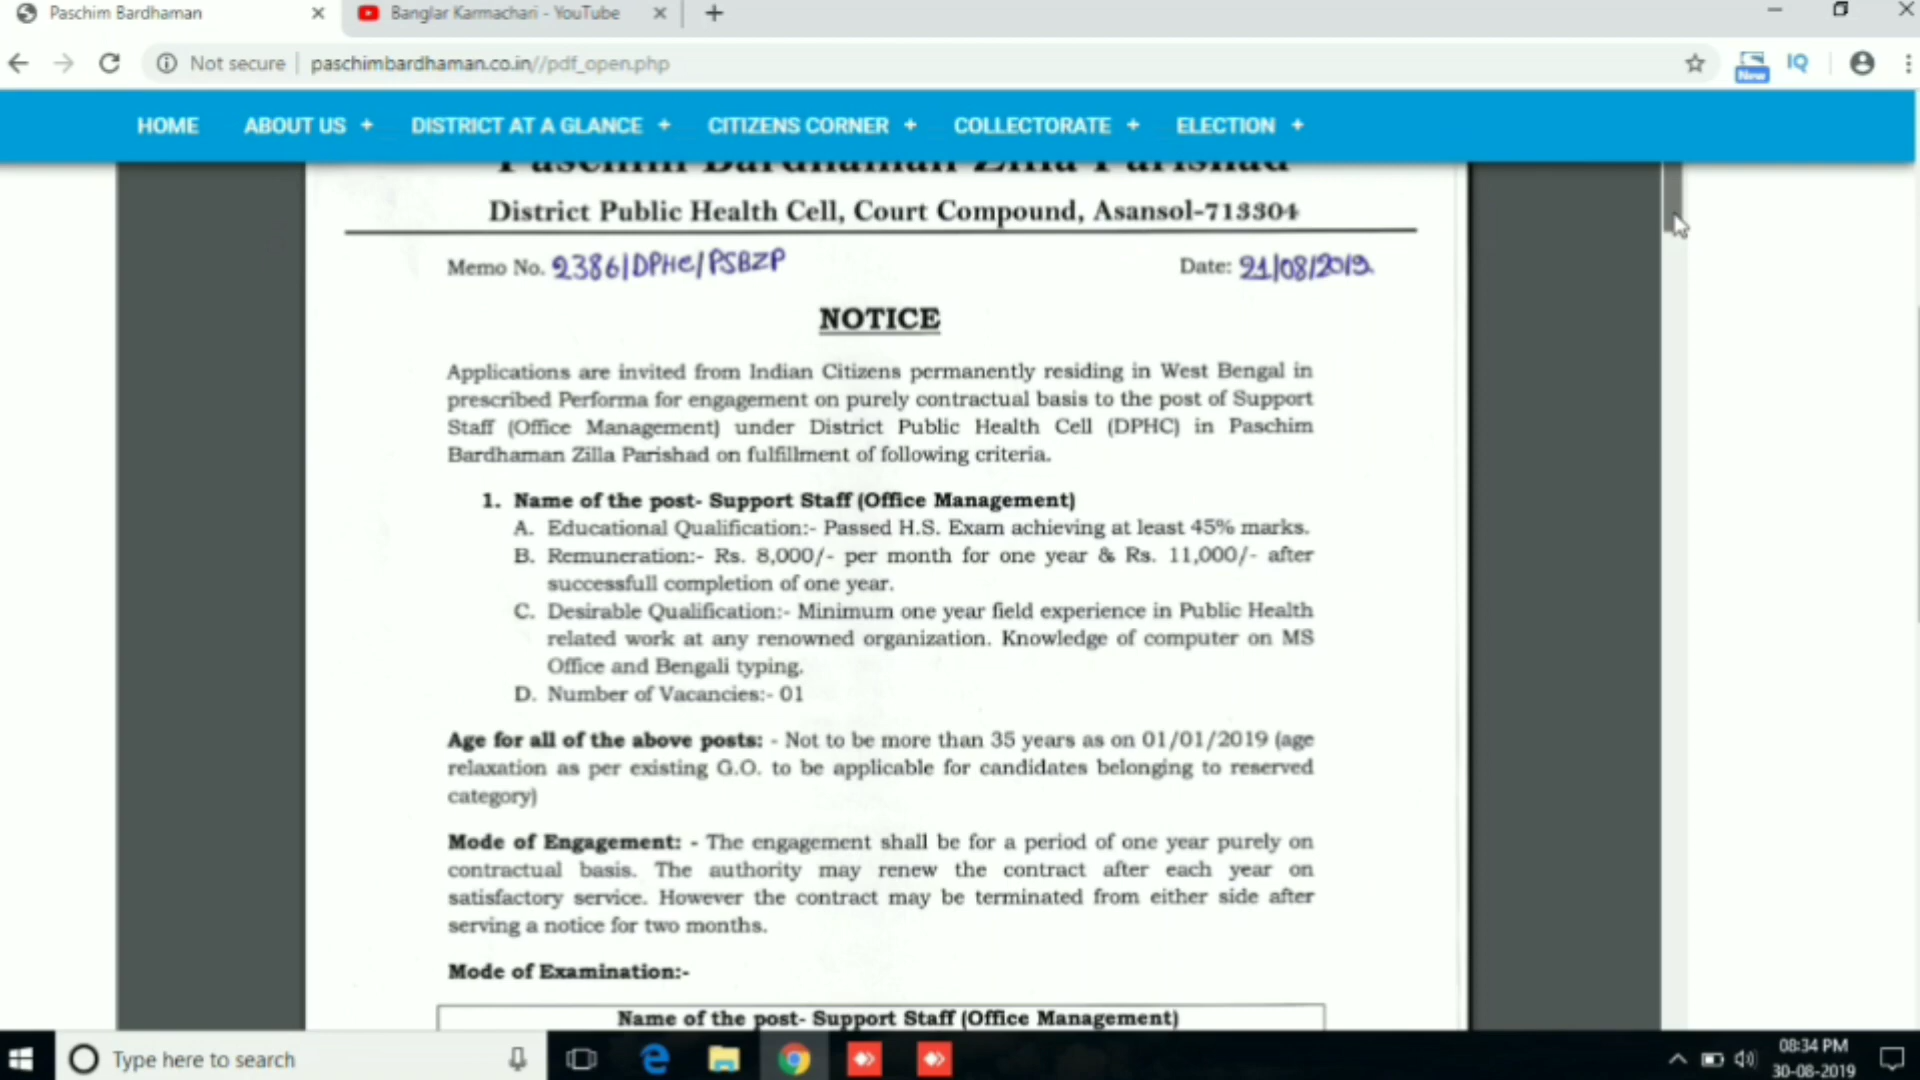 Paschim Bardhaman
Banglar Karmachari - YouTube
Not secure
paschimbardhaman.co.in//pdf_open.php
New
IQ
HOME ABOUT US + DISTRICT AT A GLANCE + CITIZENS CORNER + COLLECTORATE + ELECTION +
Paschim Bardhaman Zilla Parishad
District Public Health Cell, Court Compound, Asansol-713304
Memo No. 2386/DPHC/PSBZP Date: 21/08/2019
NOTICE
Applications are invited from Indian Citizens permanently residing in West Bengal in
prescribed Performa for engagement on purely contractual basis to the post of Support
Staff (Office Management) under District Public Health Cell (DPHC) in Paschim
Bardhaman Zilla Parishad on fulfillment of following criteria.
1. Name of the post- Support Staff (Office Management)
A. Educational Qualification:- Passed H.S. Exam achieving at least 45% marks.
B. Remuneration:- Rs. 8,000/- per month for one year & Rs. 11,000/- after
successfull completion of one year.
C. Desirable Qualification:- Minimum one year field experience in Public Health
related work at any renowned organization. Knowledge of computer on MS
Office and Bengali typing.
D. Number of Vacancies:- 01
Age for all of the above posts: - Not to be more than 35 years as on 01/01/2019 (age
relaxation as per existing G.O. to be applicable for candidates belonging to reserved
category)
Mode of Engagement: - The engagement shall be for a period of one year purely on
contractual basis. The authority may renew the contract after each year on
satisfactory service. However the contract may be terminated from either side after
serving a notice for two months.
Mode of Examination:-
Name of the post- Support Staff (Office Management)
Type here to search
08:34 PM
30-08-2019